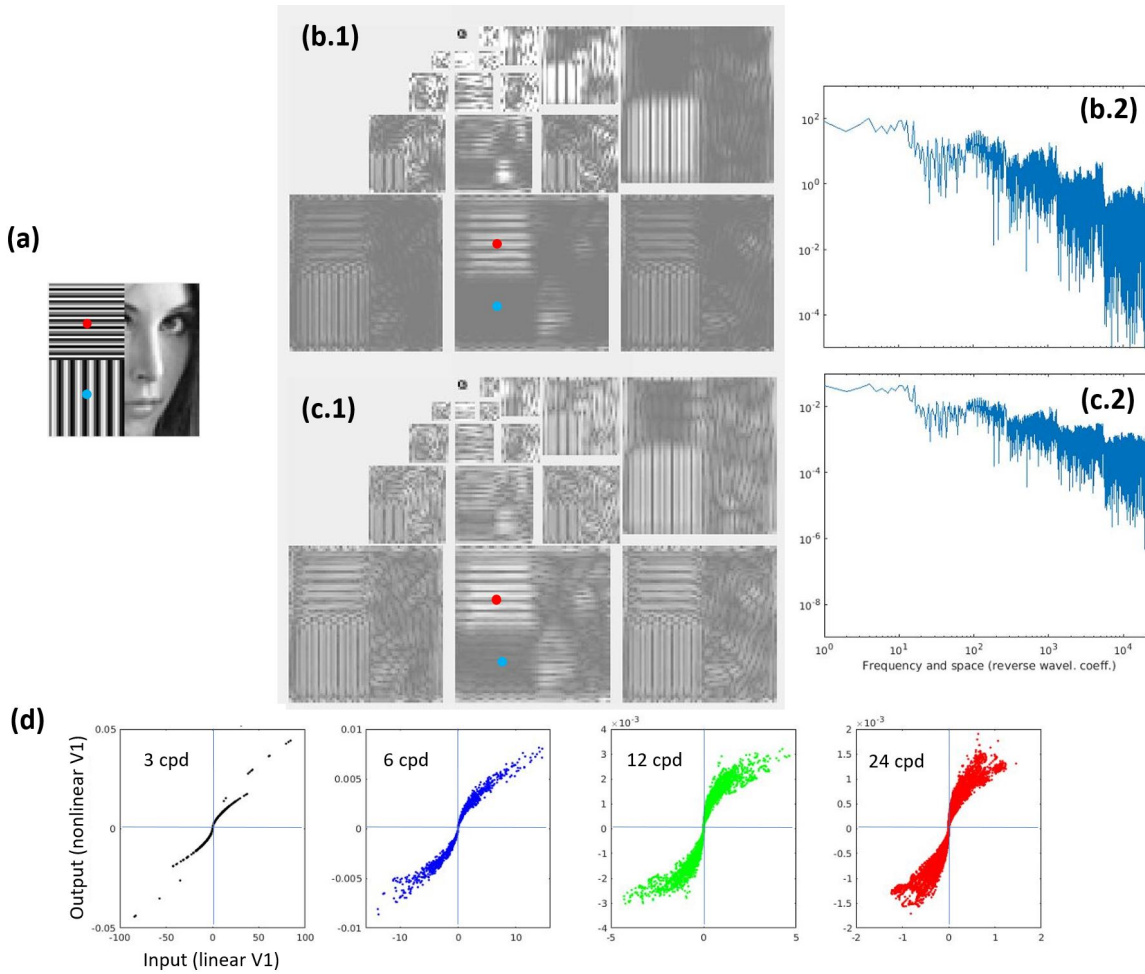 (a)
(b.1)
(b.2)
10^2
10^0
10^-2
10^-4
(c.1)
(c.2)
10^-2
10^-4
10^-6
10^-8
10^0 10^1 10^2 10^3 10^4
Frequency and space (reverse wavel. coeff.)
(d)
Output (nonlinear V1)
Input (linear V1)
3 cpd
0.05
0
-0.05
-100 -50 0 50 100
6 cpd
0.01
0.005
0
-0.005
-0.01
-10 0 10
×10^-3
12 cpd
4
3
2
1
0
-1
-2
-3
-4
-5 0 5
×10^-3
24 cpd
2
1.5
1
0.5
0
-0.5
-1
-1.5
-2
-2 -1 0 1 2